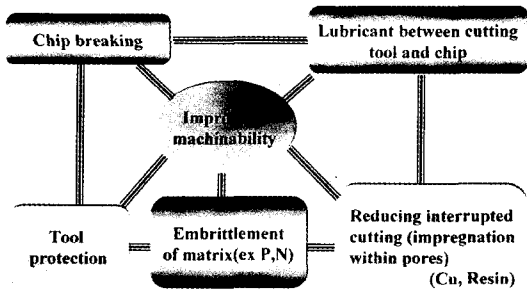 Chip breaking
Lubricant between cutting
tool and chip
machinability
Tool
protection
Embrittlement
of matrix(ex P,N)
Reducing interrupted
cutting (impregnation
within pores)
(Cu, Resin)